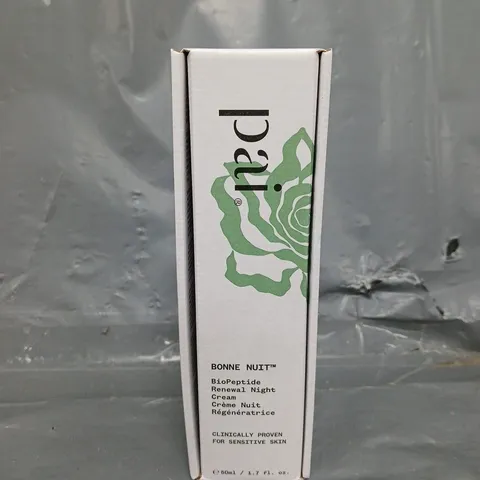 pai®
BONNE NUIT™
BioPeptide
Renewal Night
Cream
Crème Nuit
Régénératrice
CLINICALLY PROVEN
FOR SENSITIVE SKIN
℮ 50ml / 1.7 fl. oz.